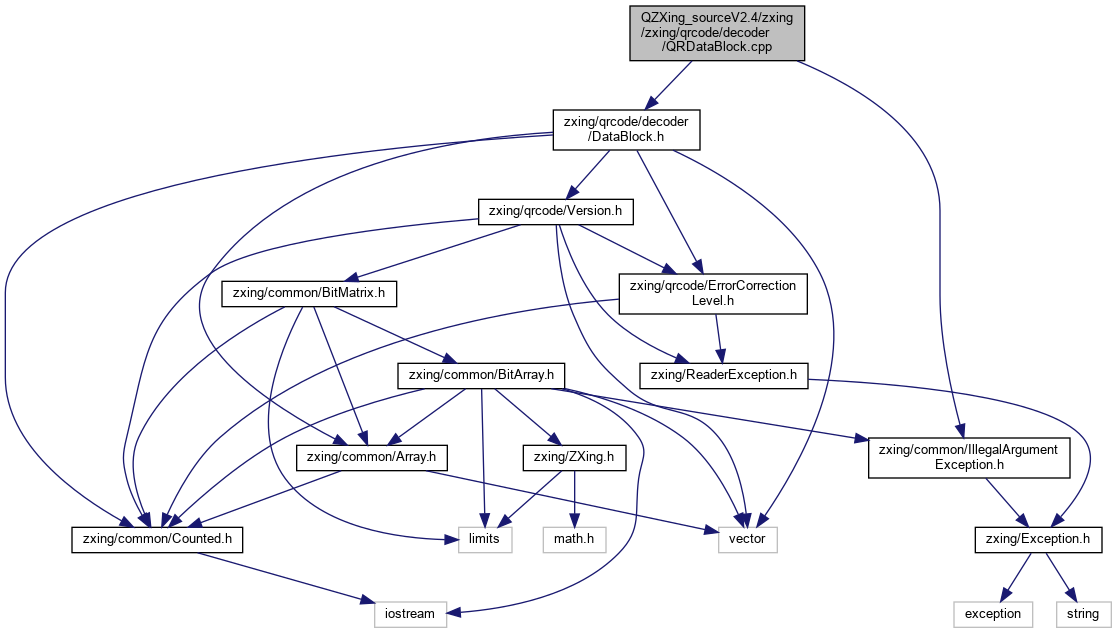 QZXing_sourceV2.4/zxing
/zxing/qrcode/decoder
/QRDataBlock.cpp
zxing/qrcode/decoder
/DataBlock.h
zxing/qrcode/Version.h
zxing/common/BitMatrix.h
zxing/qrcode/ErrorCorrection
Level.h
zxing/common/BitArray.h
zxing/ReaderException.h
zxing/common/Array.h
zxing/ZXing.h
zxing/common/IllegalArgument
Exception.h
zxing/common/Counted.h
limits
math.h
vector
zxing/Exception.h
iostream
exception
string